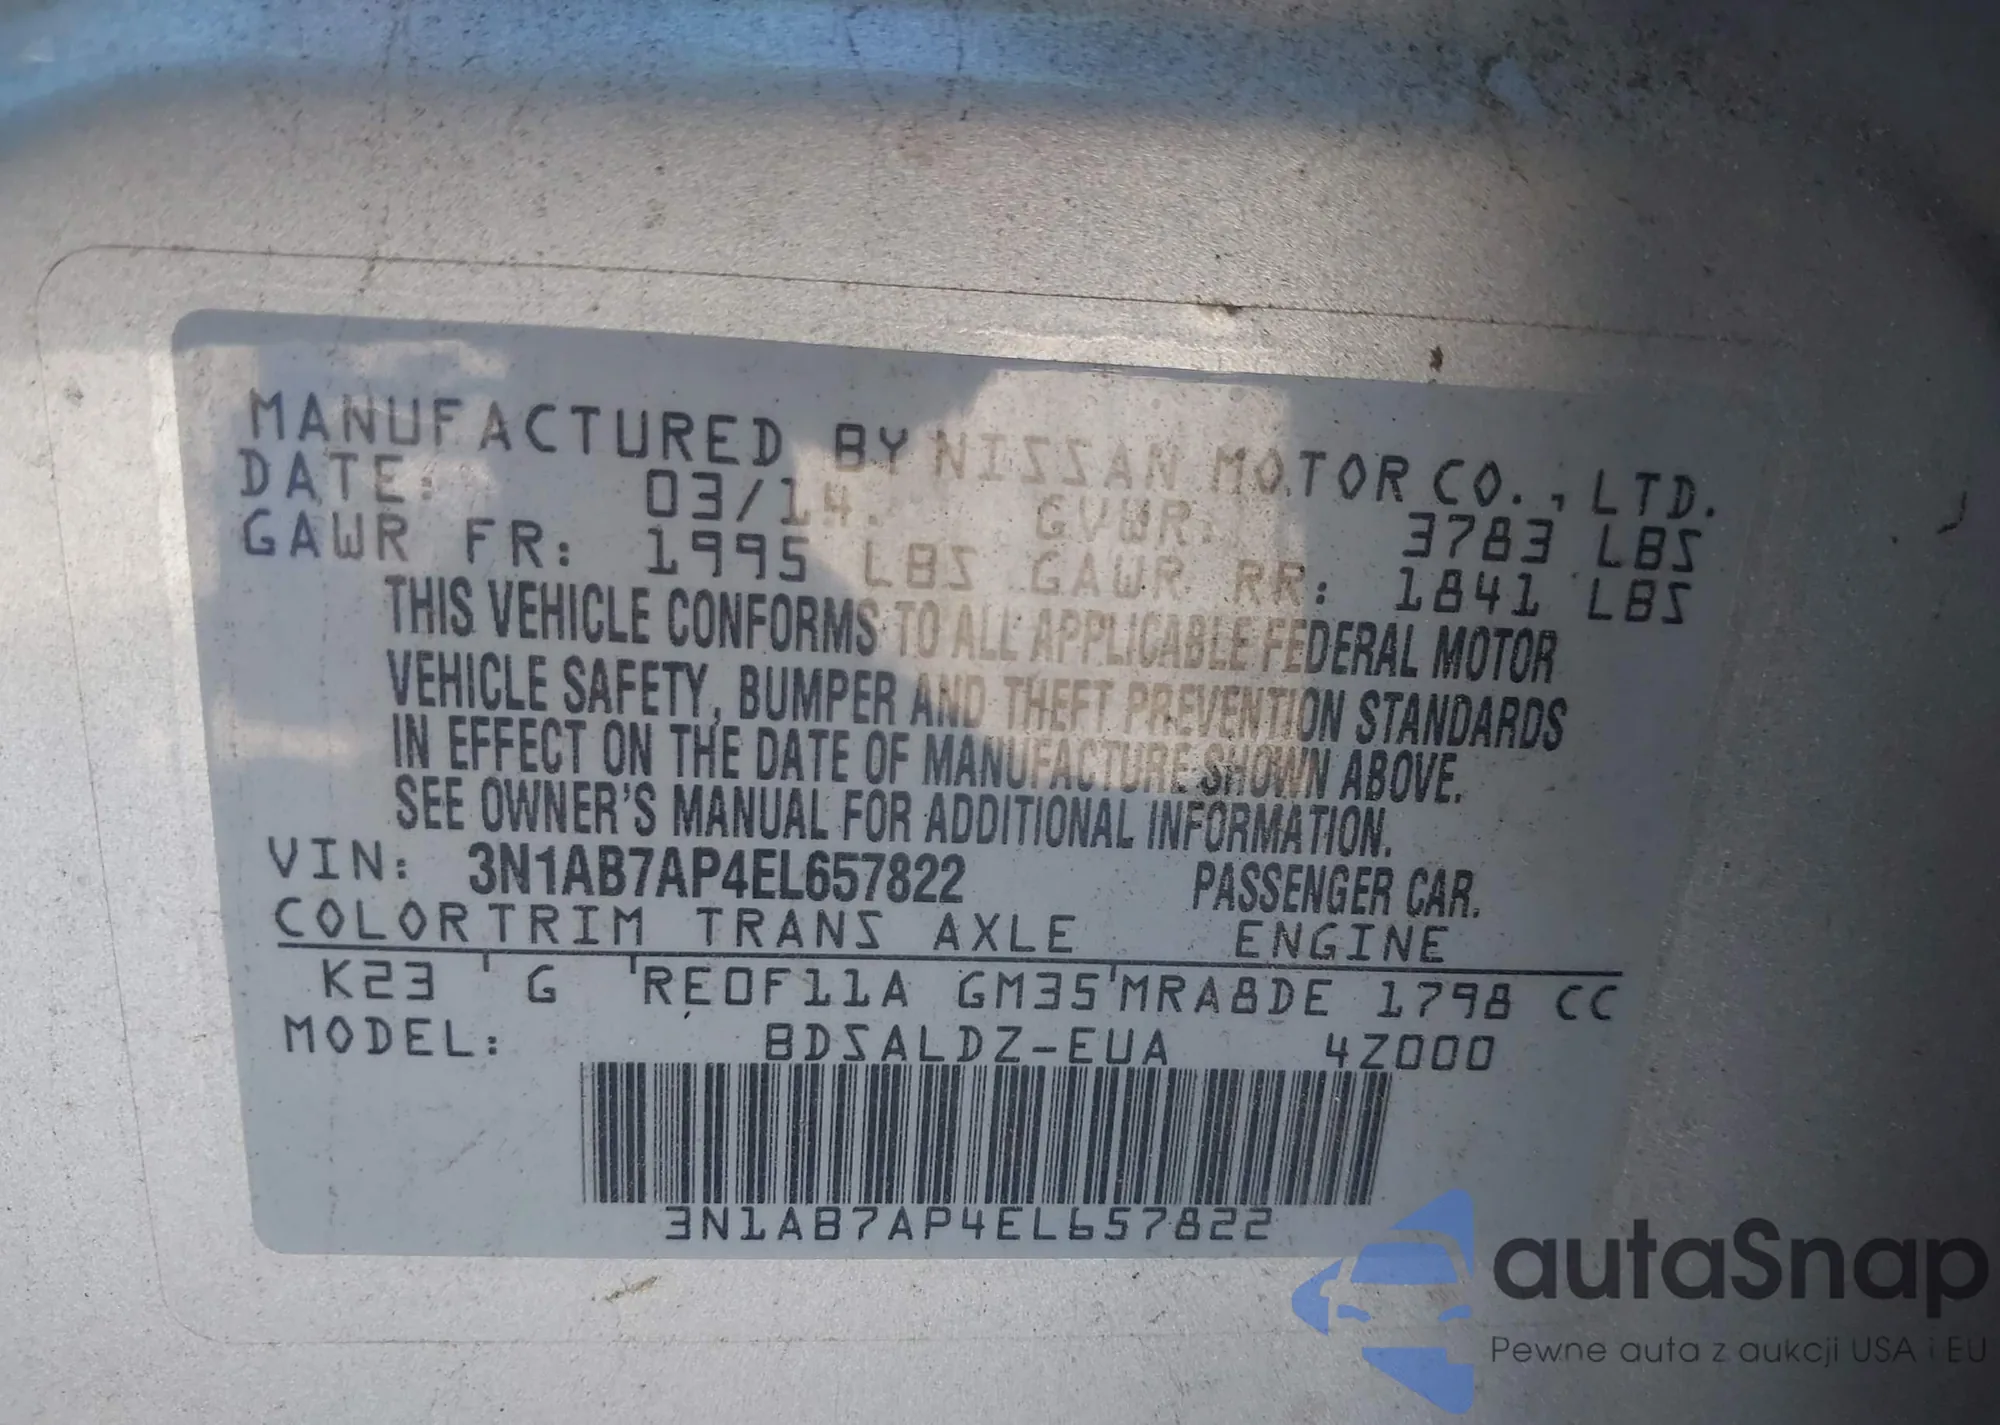 MANUFACTURED BY NISSAN MOTOR CO., LTD.
DATE: 03/14. GVWR: 3783 LBS
GAWR FR: 1995 LBS GAWR RR: 1841 LBS
THIS VEHICLE CONFORMS TO ALL APPLICABLE FEDERAL MOTOR
VEHICLE SAFETY, BUMPER AND THEFT PREVENTION STANDARDS
IN EFFECT ON THE DATE OF MANUFACTURE SHOWN ABOVE.
SEE OWNER'S MANUAL FOR ADDITIONAL INFORMATION.
VIN: 3N1AB7AP4EL657822 PASSENGER CAR.
COLOR TRIM TRANS AXLE ENGINE
K23 G RE0F11A GM35 MRA8DE 1798 CC
MODEL: BDSALDZ-EUA 4Z000
3N1AB7AP4EL657822
autaSnap
Pewne auta z aukcji USA i EU